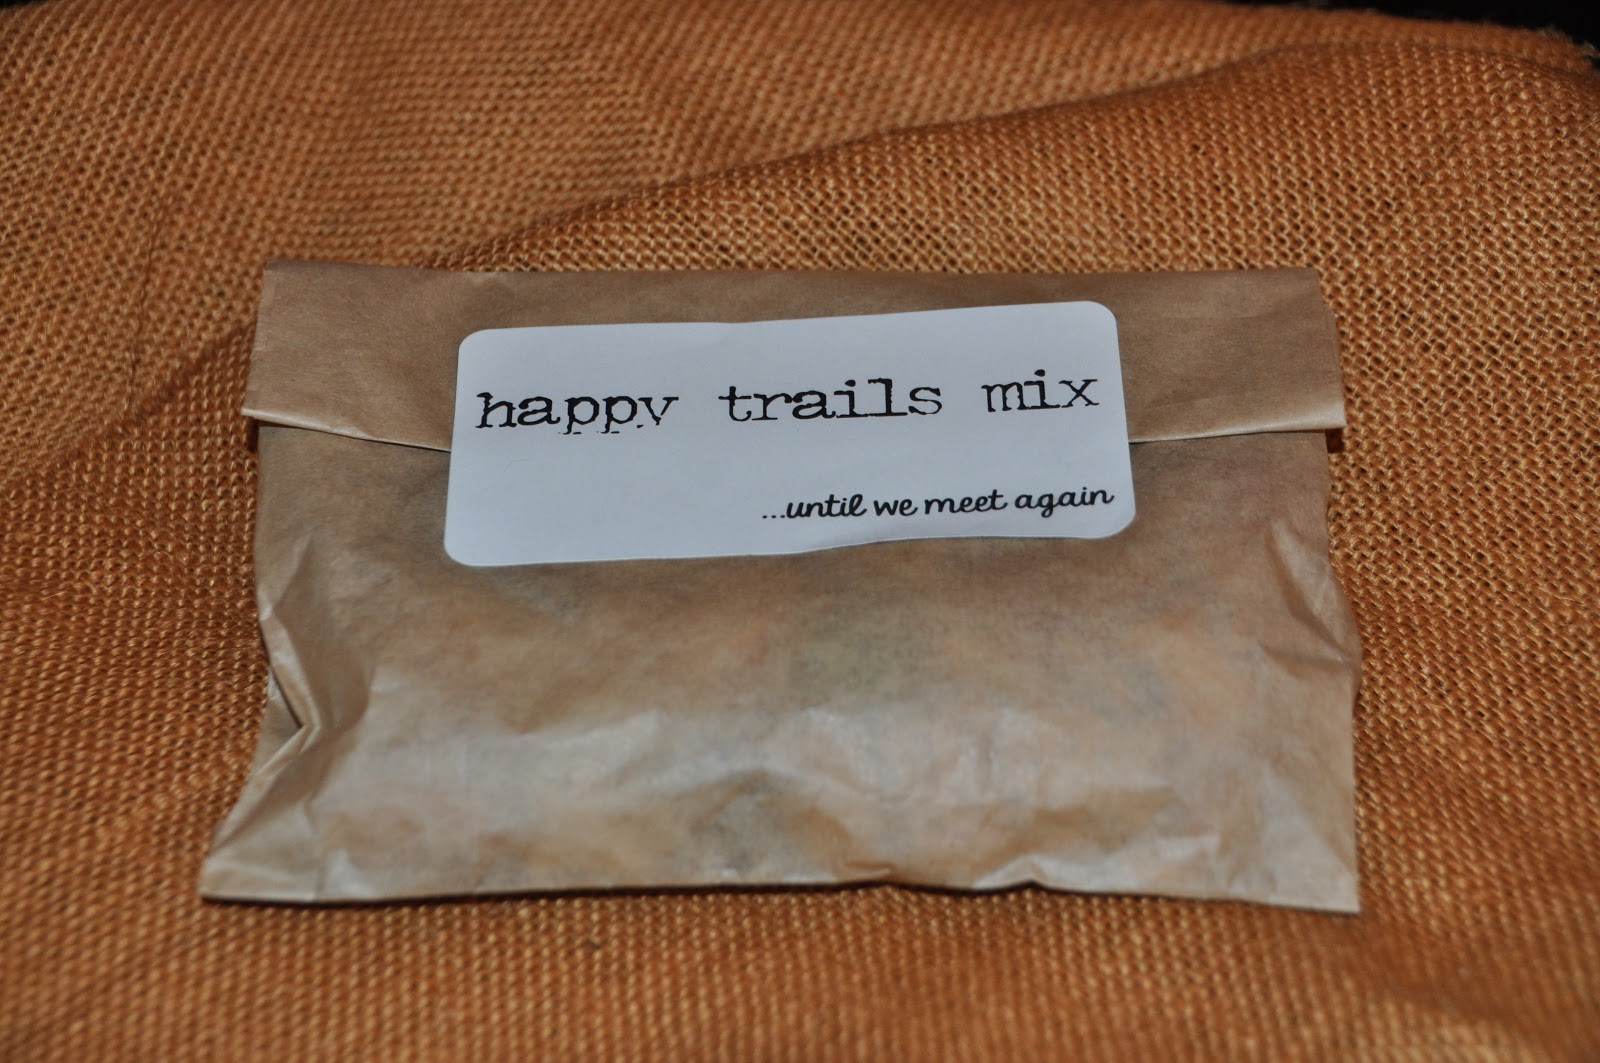 happy trails mix
...until we meet again